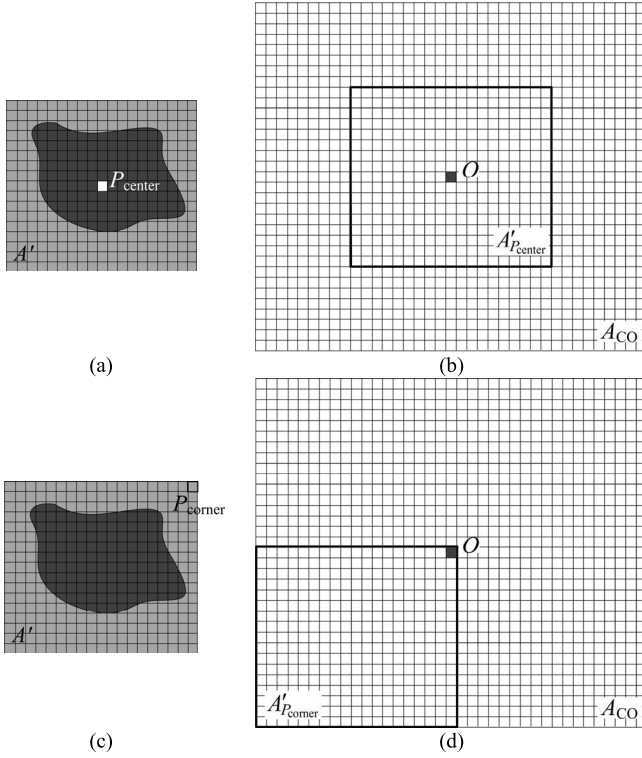 P_center
O
A'
A'_P_center
A_CO
(a)
(b)
P_corner
O
A'
A'_P_corner
A_CO
(c)
(d)